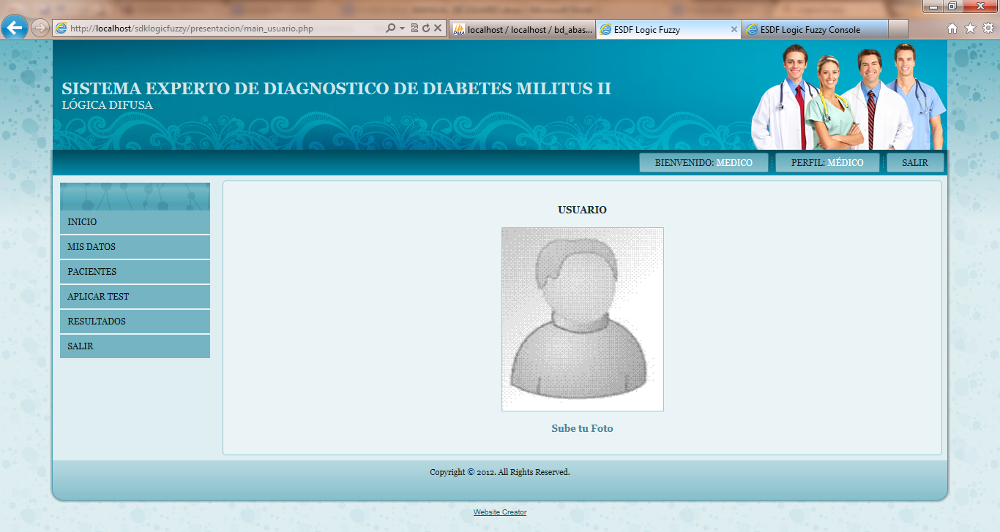 http://localhost/sdklogicfuzzy/presentacion/main_usuario.php
PMA
localhost / localhost / bd_abas...
ESDF Logic Fuzzy
ESDF Logic Fuzzy Console
SISTEMA EXPERTO DE DIAGNOSTICO DE DIABETES MILITUS II
LÓGICA DIFUSA
BIENVENIDO: MEDICO
PERFIL: MÉDICO
SALIR
INICIO
MIS DATOS
PACIENTES
APLICAR TEST
RESULTADOS
SALIR
USUARIO
Sube tu Foto
Copyright © 2012. All Rights Reserved.
Website Creator